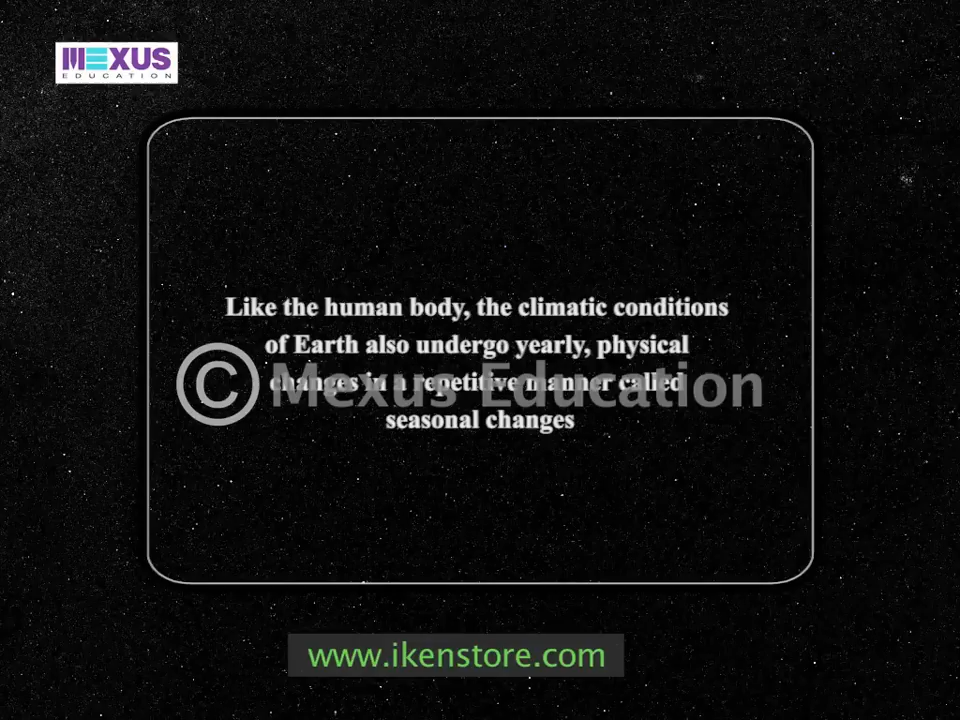 MEXUS
EDUCATION
Like the human body, the climatic conditions
of Earth also undergo yearly, physical
changes in a repetitive manner called
seasonal changes
© Mexus Education
www.ikenstore.com